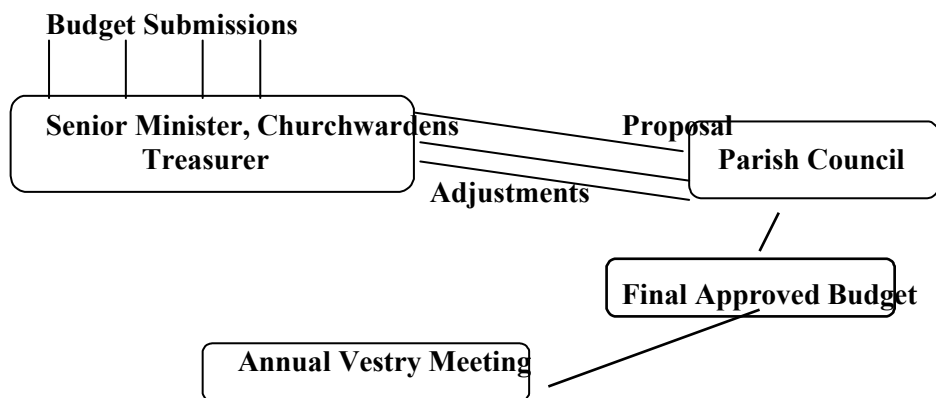 Budget Submissions
Senior Minister, Churchwardens
Treasurer
Proposal
Parish Council
Adjustments
Final Approved Budget
Annual Vestry Meeting